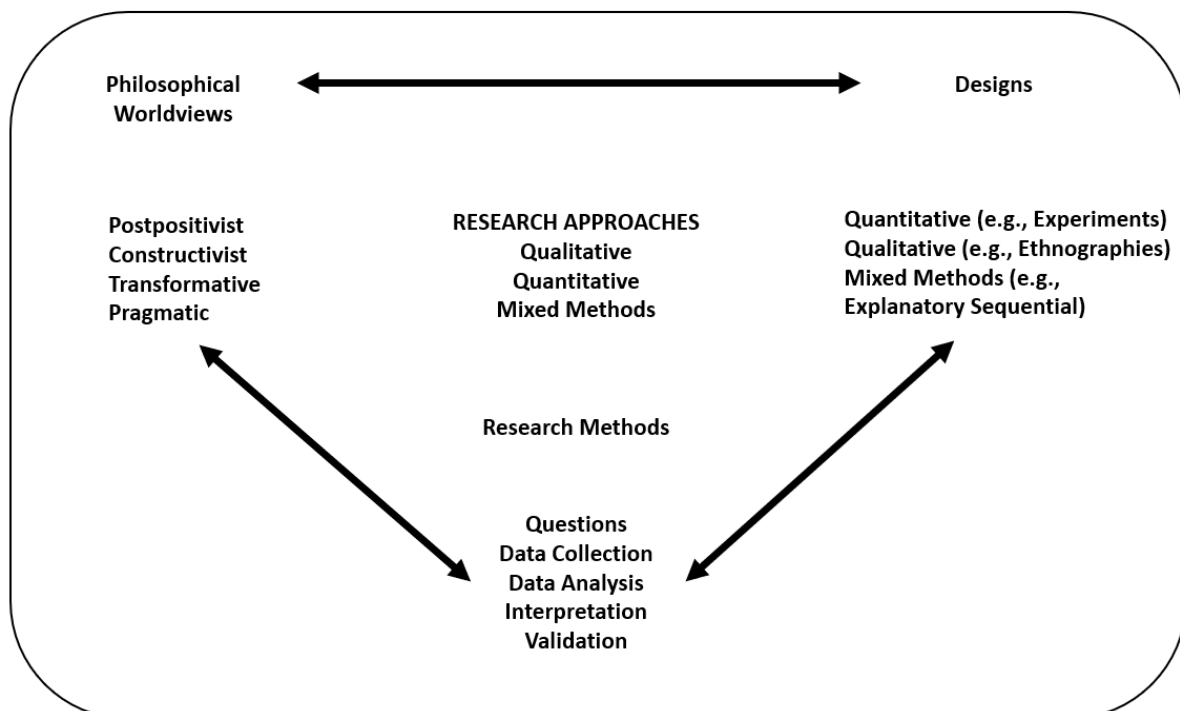 Philosophical
Worldviews
Designs
Postpositivist
Constructivist
Transformative
Pragmatic
RESEARCH APPROACHES
Qualitative
Quantitative
Mixed Methods
Quantitative (e.g., Experiments)
Qualitative (e.g., Ethnographies)
Mixed Methods (e.g.,
Explanatory Sequential)
Research Methods
Questions
Data Collection
Data Analysis
Interpretation
Validation